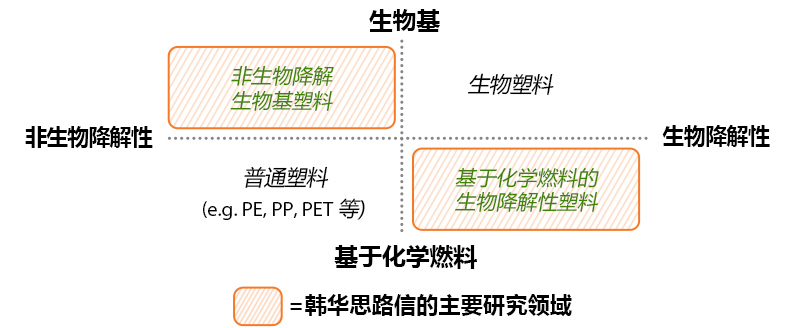 生物基
非生物降解
生物基塑料
生物塑料
非生物降解性
生物降解性
普通塑料
(e.g. PE, PP, PET 等)
基于化学燃料的
生物降解性塑料
基于化学燃料
=韩华思路信的主要研究领域